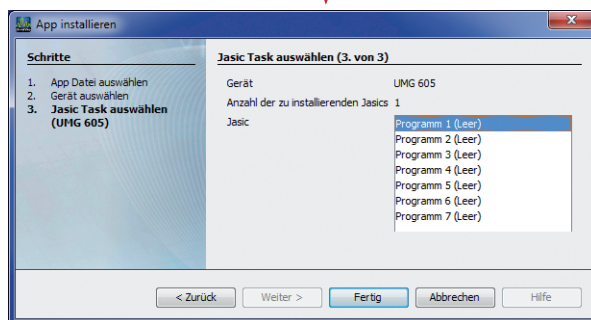 App installieren
Schritte
1. App Datei auswählen
2. Gerät auswählen
3. Jasic Task auswählen
(UMG 605)
Jasic Task auswählen (3. von 3)
Gerät UMG 605
Anzahl der zu installierenden Jasics 1
Jasic
Programm 1 (Leer)
Programm 2 (Leer)
Programm 3 (Leer)
Programm 4 (Leer)
Programm 5 (Leer)
Programm 6 (Leer)
Programm 7 (Leer)
< Zurück Weiter > Fertig Abbrechen Hilfe